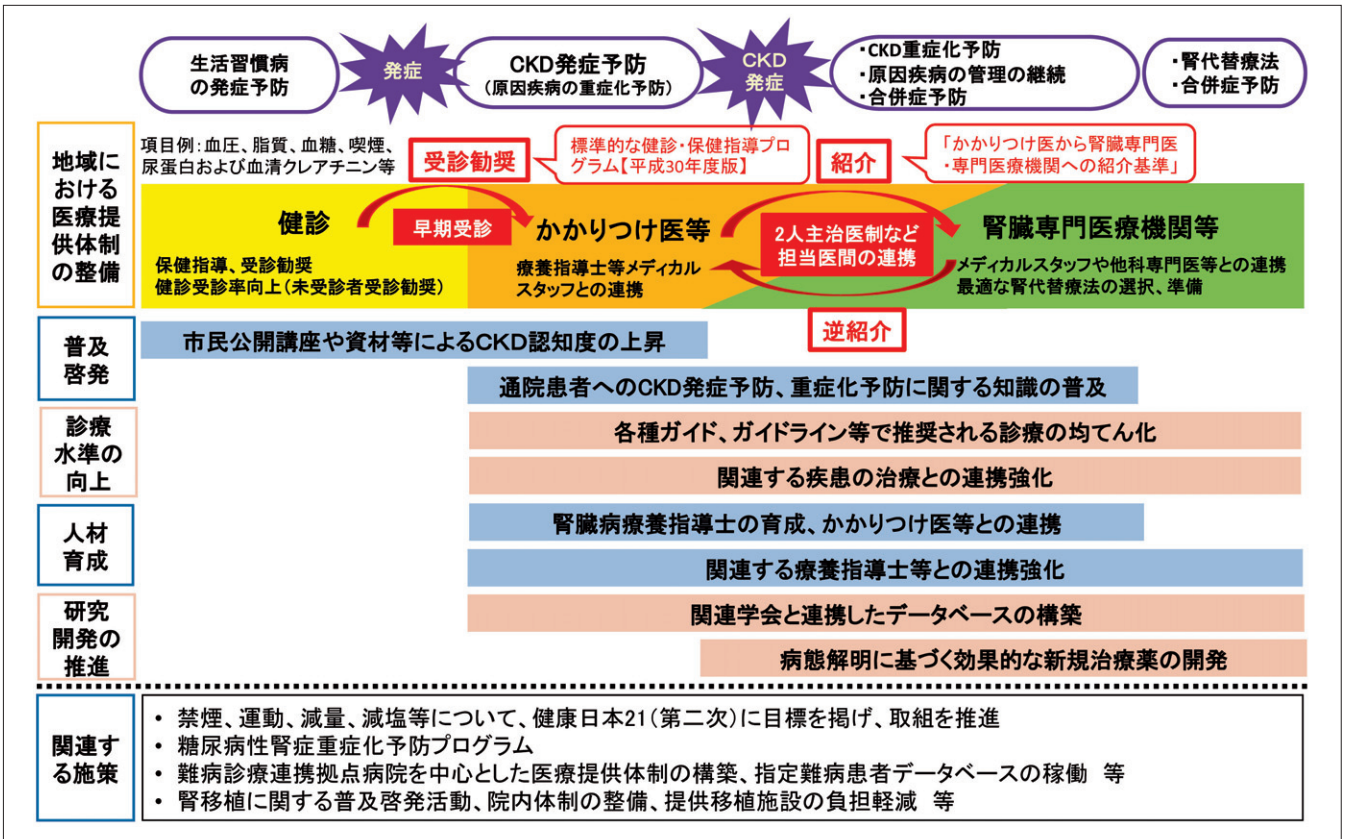 生活習慣病
の発症予防
発症
CKD発症予防
(原因疾病の重症化予防)
CKD
発症
・CKD重症化予防
・原因疾病の管理の継続
・合併症予防
・腎代替療法
・合併症予防
地域に
おける
医療提
供体制
の整備
項目例:血圧、脂質、血糖、喫煙、
尿蛋白および血清クレアチニン等
受診勧奨
標準的な健診・保健指導プロ
グラム【平成30年度版】
紹介
「かかりつけ医から腎臓専門医
・専門医療機関への紹介基準」
健診
早期受診
かかりつけ医等
2人主治医制など
担当医間の連携
腎臓専門医療機関等
保健指導、受診勧奨
健診受診率向上(未受診者受診勧奨)
療養指導士等メディカル
スタッフとの連携
メディカルスタッフや他科専門医等との連携
最適な腎代替療法の選択、準備
逆紹介
普及
啓発
市民公開講座や資材等によるCKD認知度の上昇
通院患者へのCKD発症予防、重症化予防に関する知識の普及
診療
水準の
向上
各種ガイド、ガイドライン等で推奨される診療の均てん化
関連する疾患の治療との連携強化
人材
育成
腎臓病療養指導士の育成、かかりつけ医等との連携
関連する療養指導士等との連携強化
研究
開発の
推進
関連学会と連携したデータベースの構築
病態解明に基づく効果的な新規治療薬の開発
関連す
る施策
• 禁煙、運動、減量、減塩等について、健康日本21(第二次)に目標を掲げ、取組を推進
• 糖尿病性腎症重症化予防プログラム
• 難病診療連携拠点病院を中心とした医療提供体制の構築、指定難病患者データベースの稼働 等
• 腎移植に関する普及啓発活動、院内体制の整備、提供移植施設の負担軽減 等